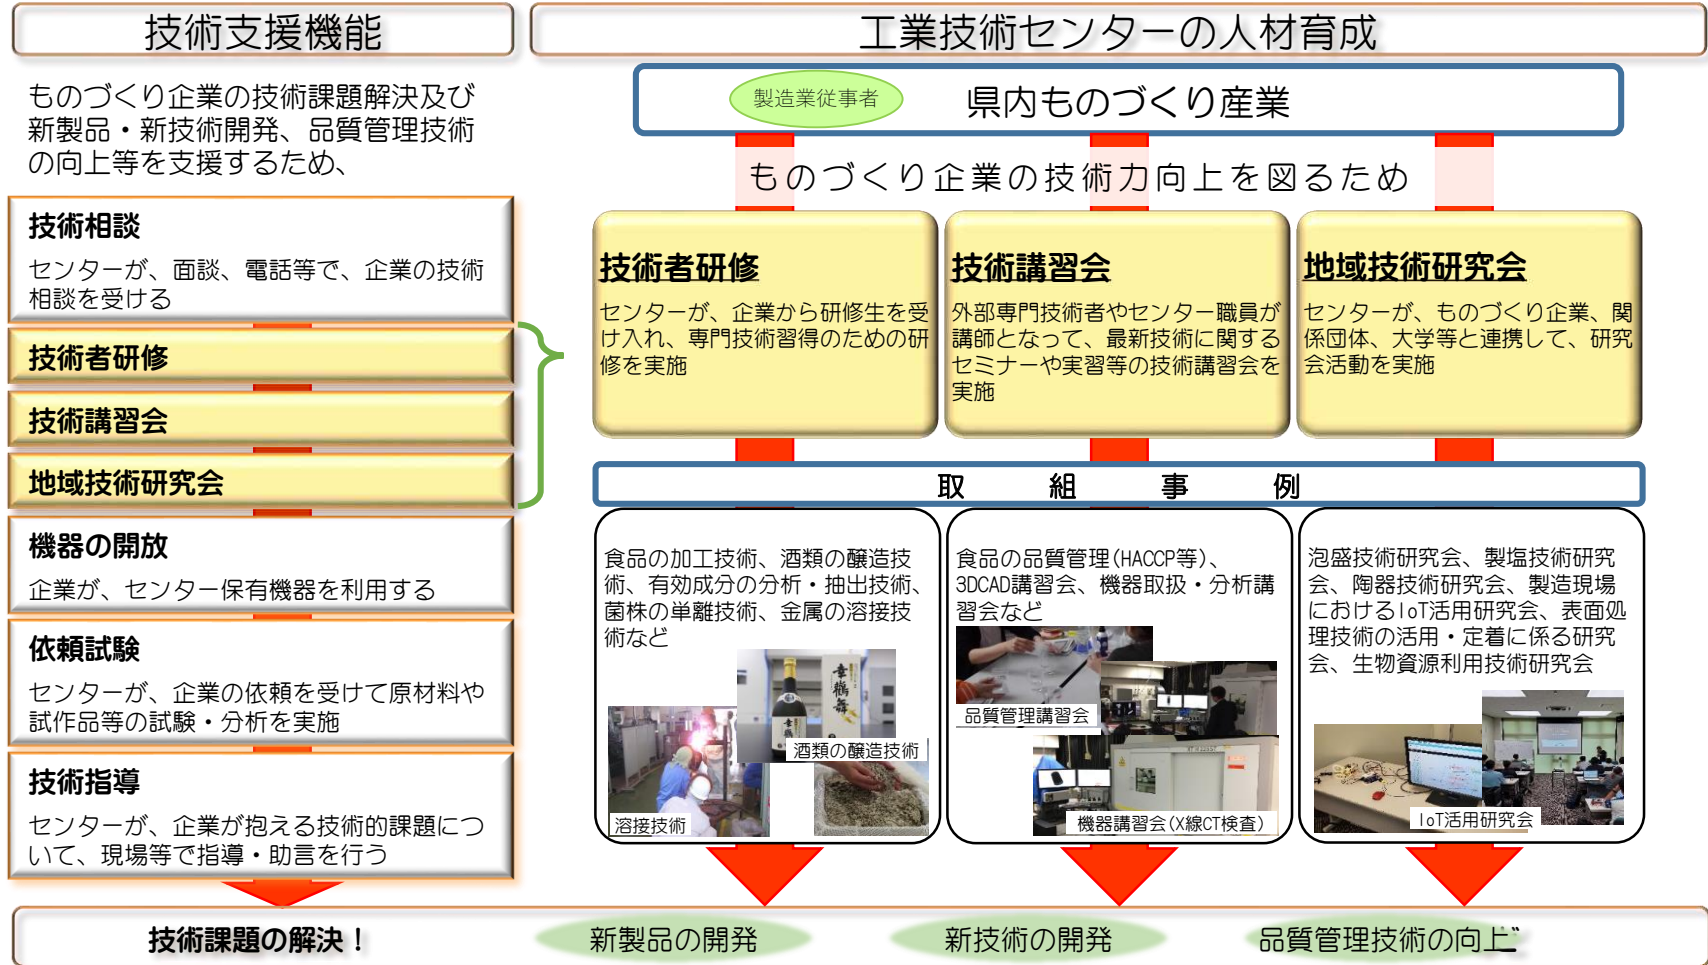 技術支援機能
ものづくり企業の技術課題解決及び
新製品・新技術開発、品質管理技術
の向上等を支援するため、
技術相談
センターが、面談、電話等で、企業の技術
相談を受ける
技術者研修
技術講習会
地域技術研究会
機器の開放
企業が、センター保有機器を利用する
依頼試験
センターが、企業の依頼を受けて原材料や
試作品等の試験・分析を実施
技術指導
センターが、企業が抱える技術的課題につ
いて、現場等で指導・助言を行う
工業技術センターの人材育成
製造業従事者
県内ものづくり産業
ものづくり企業の技術力向上を図るため
技術者研修
センターが、企業から研修生を受
け入れ、専門技術習得のための研
修を実施
技術講習会
外部専門技術者やセンター職員が
講師となって、最新技術に関する
セミナーや実習等の技術講習会を
実施
地域技術研究会
センターが、ものづくり企業、関
係団体、大学等と連携して、研究
会活動を実施
取組事例
食品の加工技術、酒類の醸造技
術、有効成分の分析・抽出技術、
菌株の単離技術、金属の溶接技
術など
幸鶴舞
幸鶴舞
酒類の醸造技術
溶接技術
食品の品質管理(HACCP等)、
3DCAD講習会、機器取扱・分析講
習会など
品質管理講習会
機器講習会(X線CT検査)
泡盛技術研究会、製塩技術研究
会、陶器技術研究会、製造現場
におけるIoT活用研究会、表面処
理技術の活用・定着に係る研究
会、生物資源利用技術研究会
IoT活用研究会
技術課題の解決！
新製品の開発
新技術の開発
品質管理技術の向上